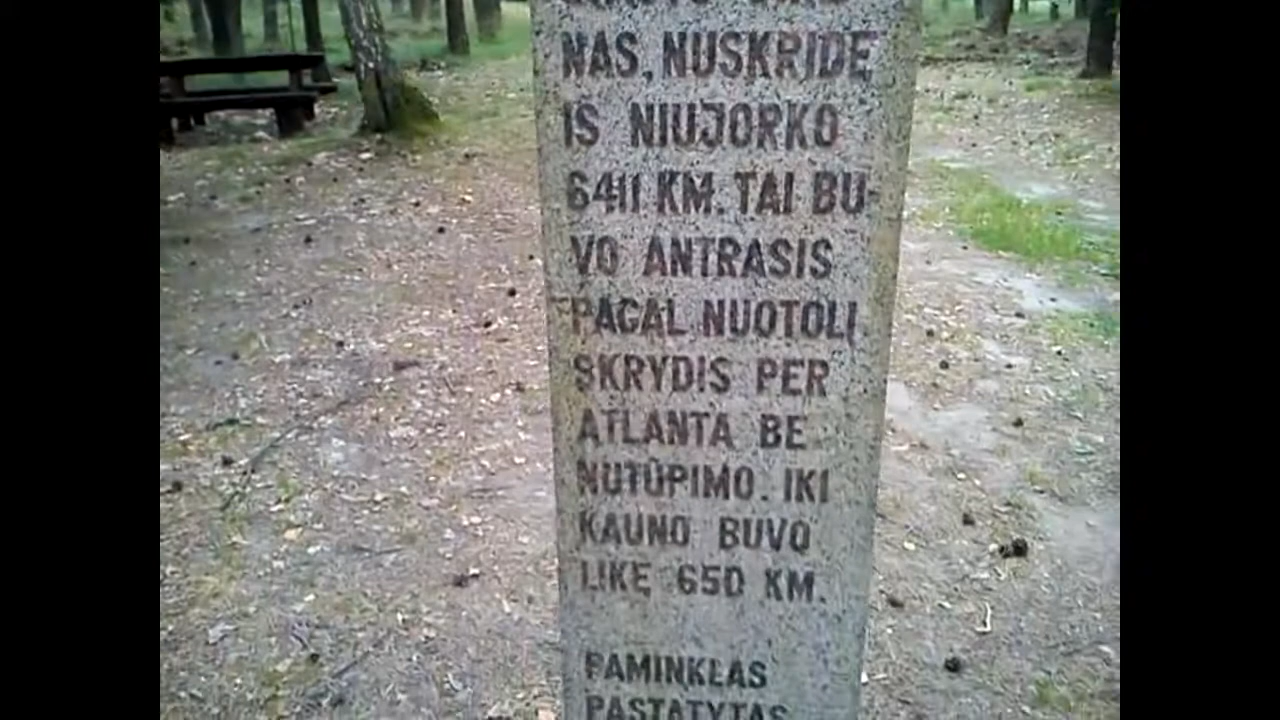 NAS, NUSKRIDĘ
IŠ NIUJORKO
6411 KM. TAI BU-
VO ANTRASIS
PAGAL NUOTOLĮ
SKRYDIS PER
ATLANTĄ BE
NUTŪPIMO. IKI
KAUNO BUVO
LIKĘ 650 KM.
PAMINKLAS
PASTATYTAS